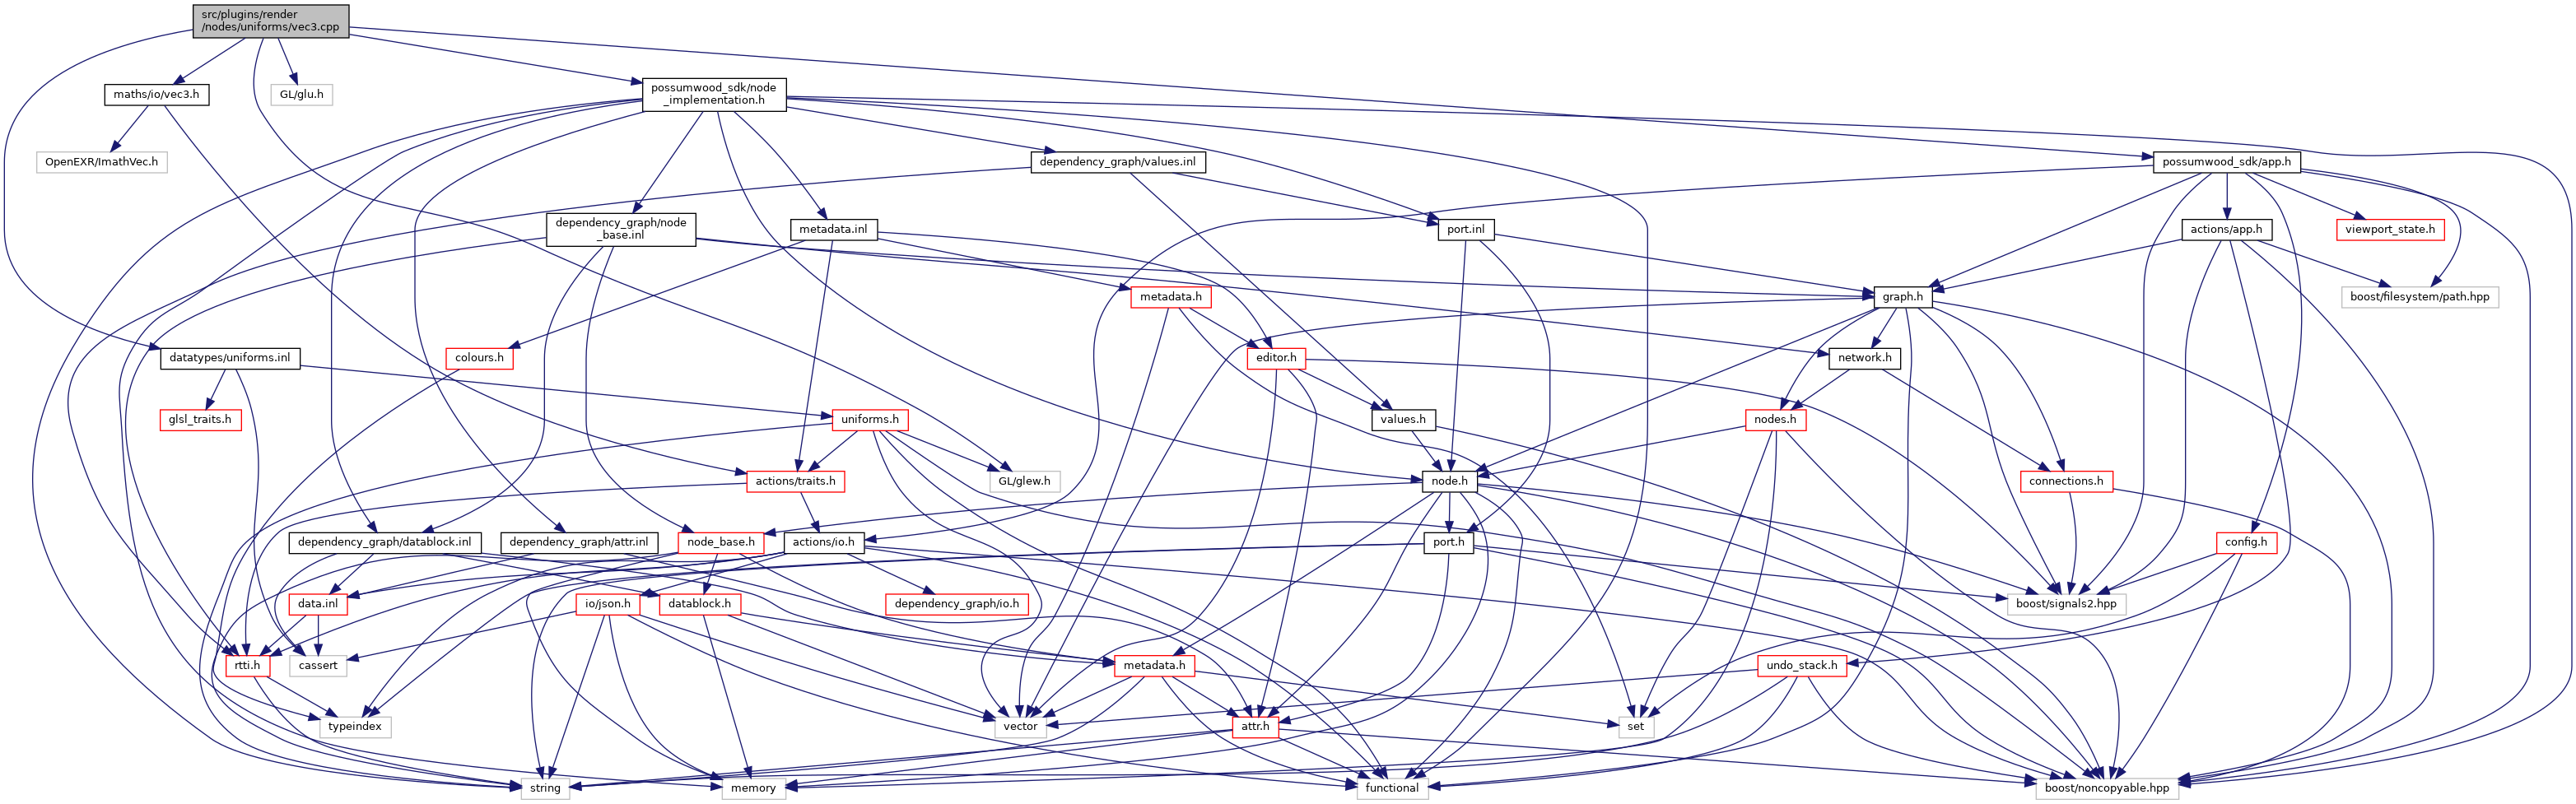 src/plugins/render
/nodes/uniforms/vec3.cpp
maths/io/vec3.h
GL/glu.h
possumwood_sdk/node
_implementation.h
OpenEXR/ImathVec.h
dependency_graph/values.inl
possumwood_sdk/app.h
dependency_graph/node
_base.inl
metadata.inl
port.inl
viewport_state.h
actions/app.h
metadata.h
graph.h
boost/filesystem/path.hpp
datatypes/uniforms.inl
colours.h
editor.h
network.h
glsl_traits.h
uniforms.h
values.h
nodes.h
actions/traits.h
GL/glew.h
node.h
connections.h
dependency_graph/datablock.inl
dependency_graph/attr.inl
node_base.h
actions/io.h
port.h
config.h
data.inl
io/json.h
datablock.h
dependency_graph/io.h
boost/signals2.hpp
rtti.h
cassert
metadata.h
undo_stack.h
typeindex
vector
attr.h
set
string
memory
functional
boost/noncopyable.hpp